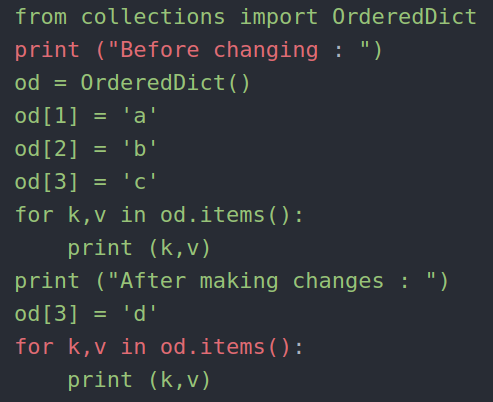 from collections import OrderedDict
print ("Before changing : ")
od = OrderedDict()
od[1] = 'a'
od[2] = 'b'
od[3] = 'c'
for k,v in od.items():
    print (k,v)
print ("After making changes : ")
od[3] = 'd'
for k,v in od.items():
    print (k,v)